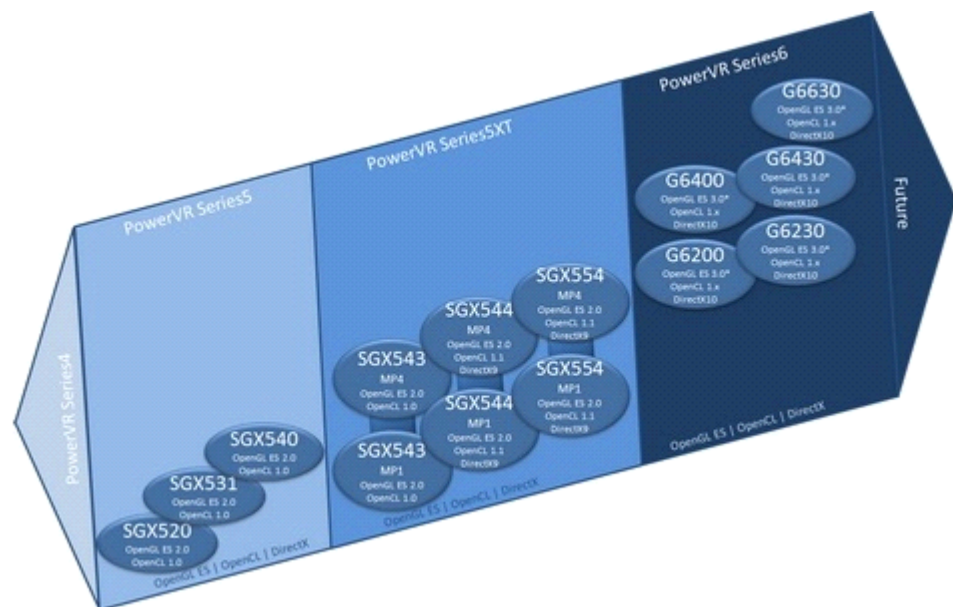 PowerVR Series4
PowerVR Series5
SGX520
OpenGL ES 2.0
OpenCL 1.0
SGX531
OpenGL ES 2.0
OpenCL 1.0
SGX540
OpenGL ES 2.0
OpenCL 1.0
OpenGL ES | OpenCL | DirectX
PowerVR Series5XT
SGX543
MP4
OpenGL ES 2.0
OpenCL 1.0
SGX543
MP1
OpenGL ES 2.0
OpenCL 1.0
SGX544
MP4
OpenGL ES 2.0
OpenCL 1.1
DirectX9
SGX544
MP1
OpenGL ES 2.0
OpenCL 1.1
DirectX9
SGX554
MP4
OpenGL ES 2.0
OpenCL 1.1
DirectX9
SGX554
MP1
OpenGL ES 2.0
OpenCL 1.1
DirectX9
OpenGL ES | OpenCL | DirectX
PowerVR Series6
G6630
OpenGL ES 3.0*
OpenCL 1.x
DirectX10
G6400
OpenGL ES 3.0*
OpenCL 1.x
DirectX10
G6430
OpenGL ES 3.0*
OpenCL 1.x
DirectX10
G6200
OpenGL ES 3.0*
OpenCL 1.x
DirectX10
G6230
OpenGL ES 3.0*
OpenCL 1.x
DirectX10
OpenGL ES | OpenCL | DirectX
Future